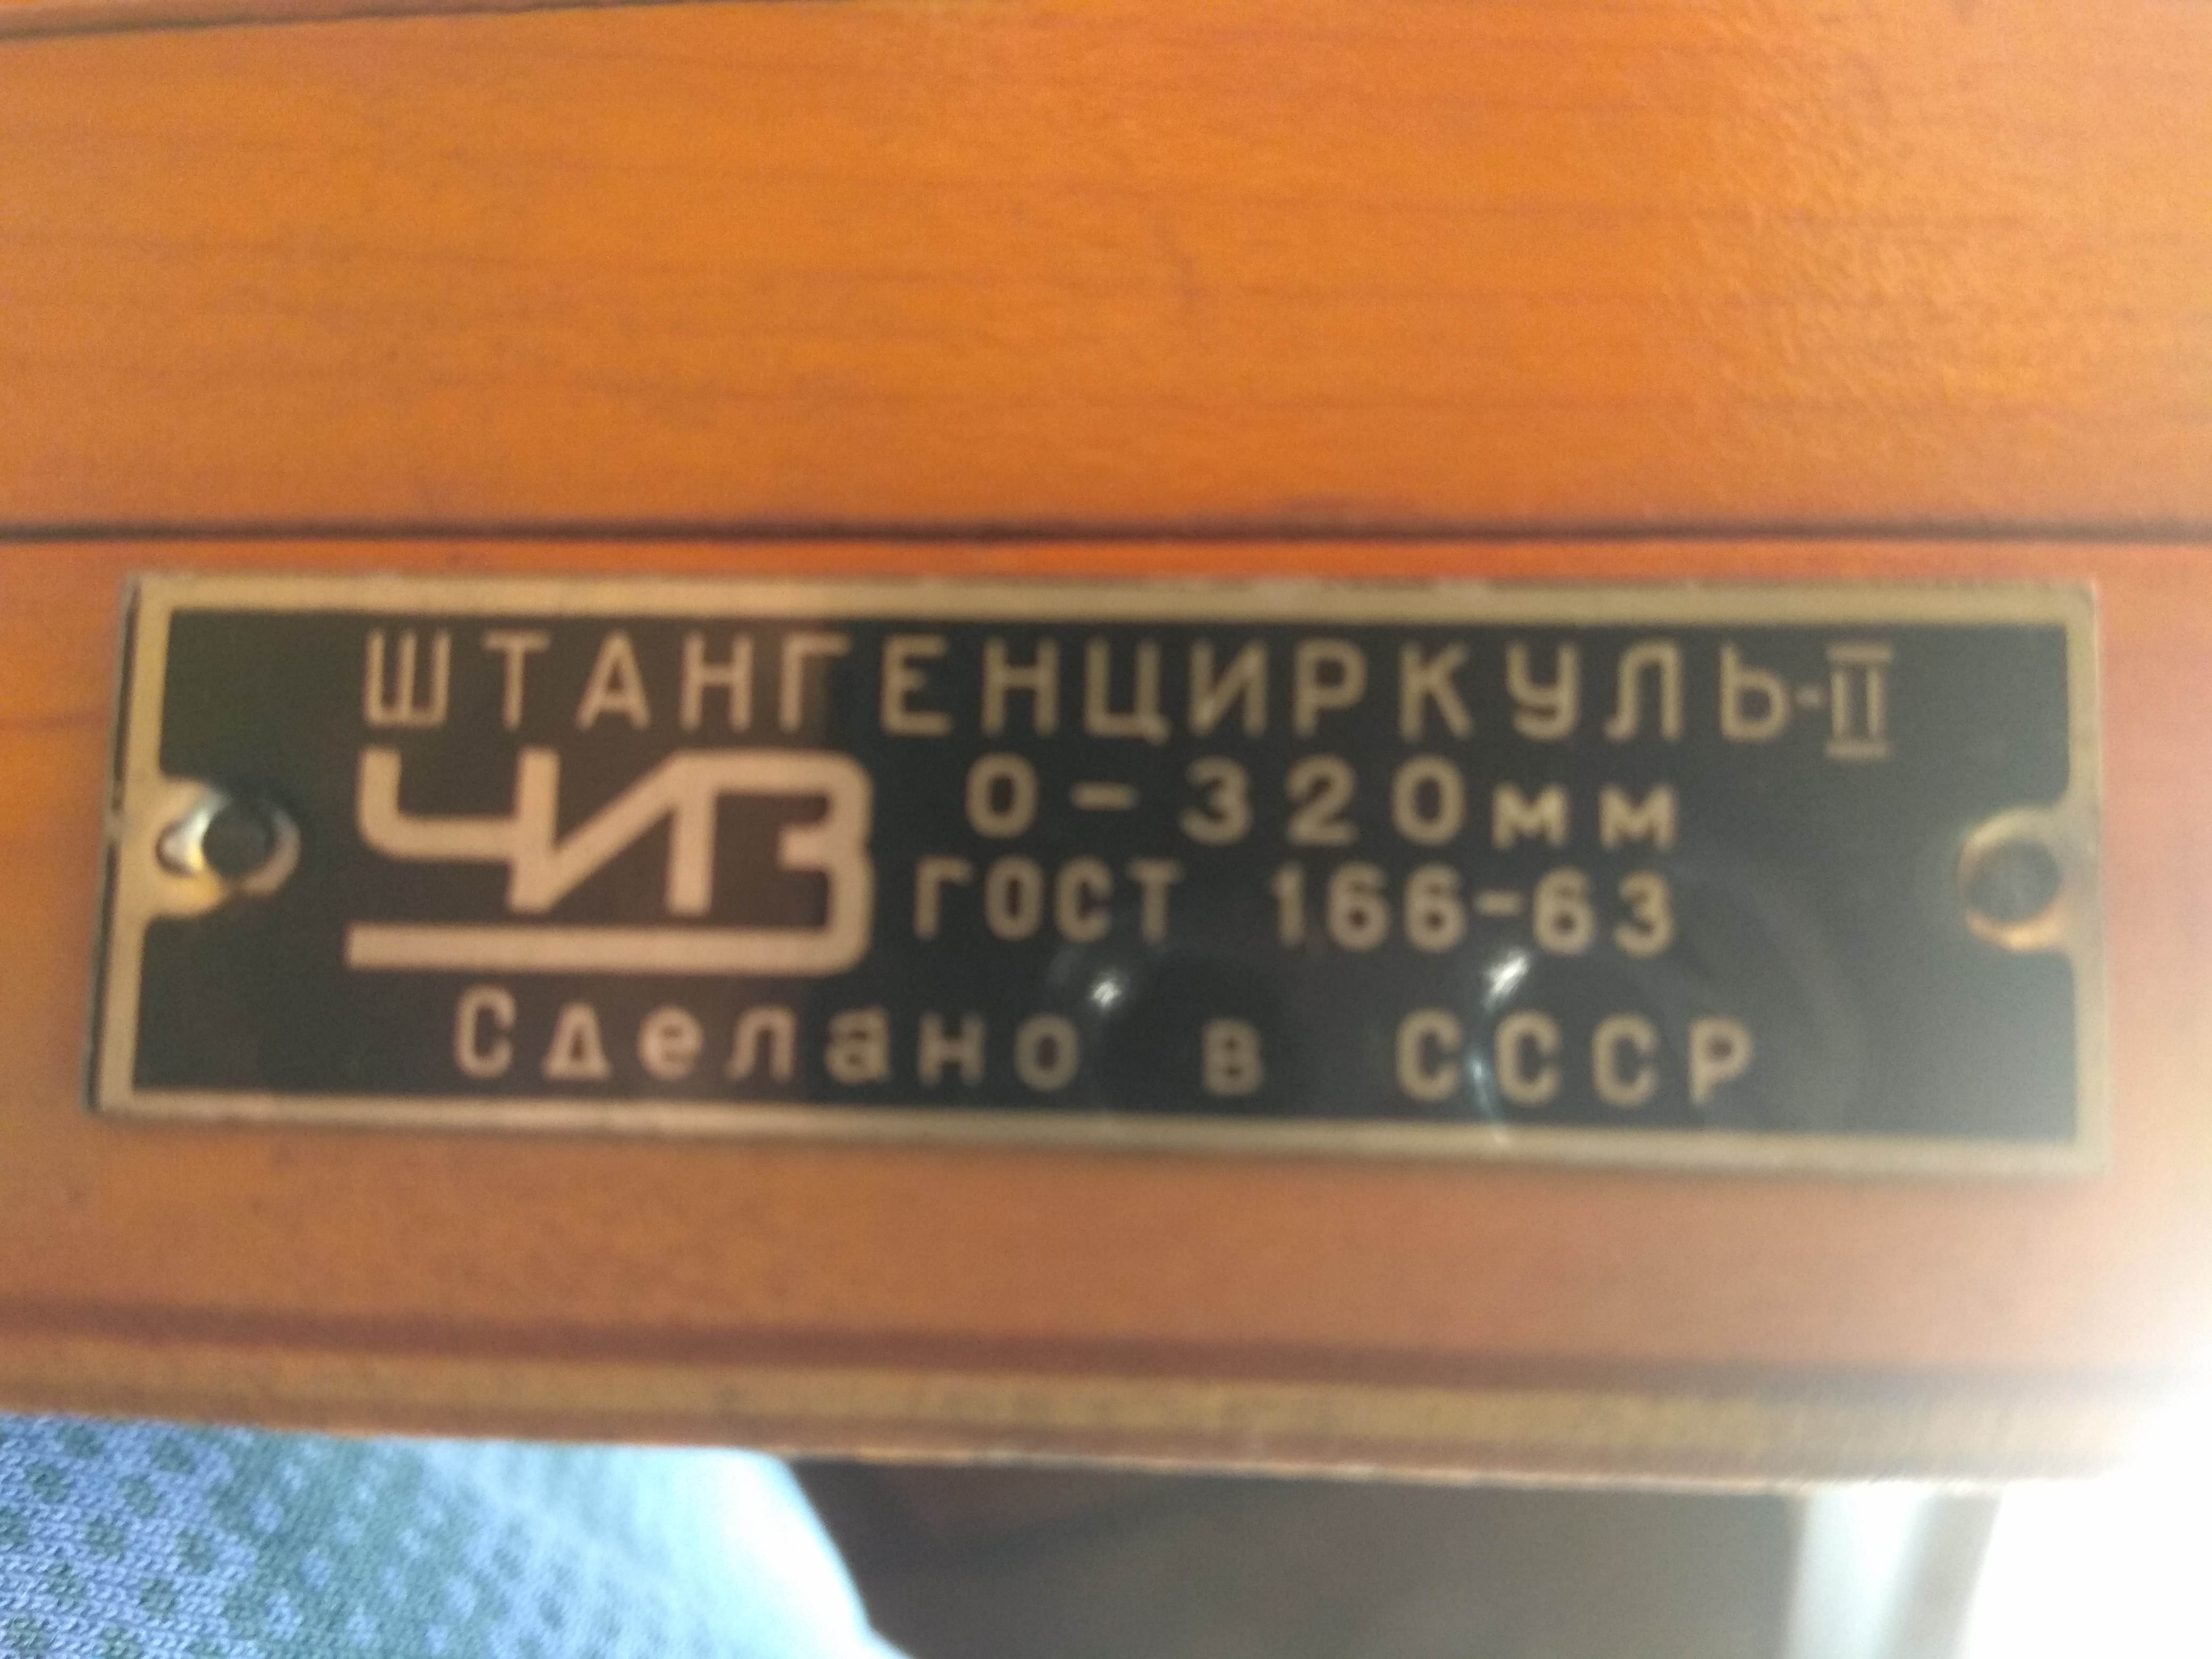 ШТАНГЕНЦИРКУЛЬ-II
ЧИЗ 0-320мм
ГОСТ 166-63
Сделано в СССР